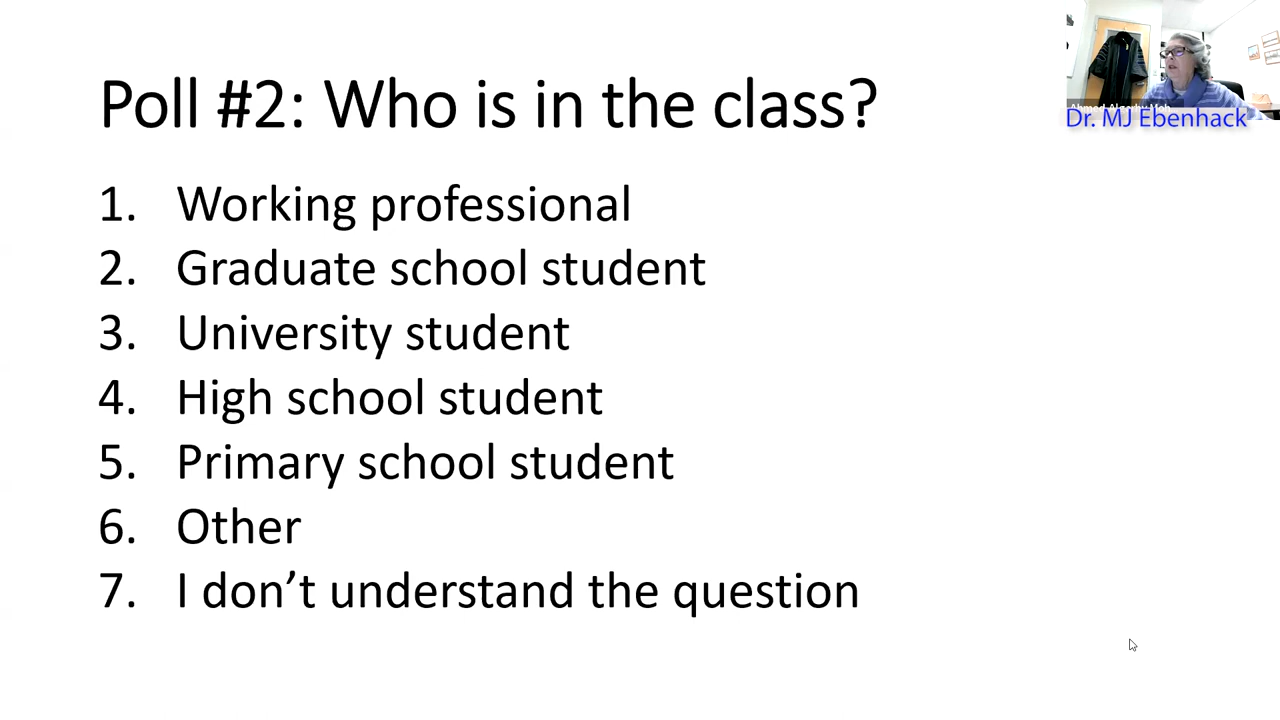 Poll #2: Who is in the class?
Dr. MJ Ebenhack
1. Working professional
2. Graduate school student
3. University student
4. High school student
5. Primary school student
6. Other
7. I don’t understand the question